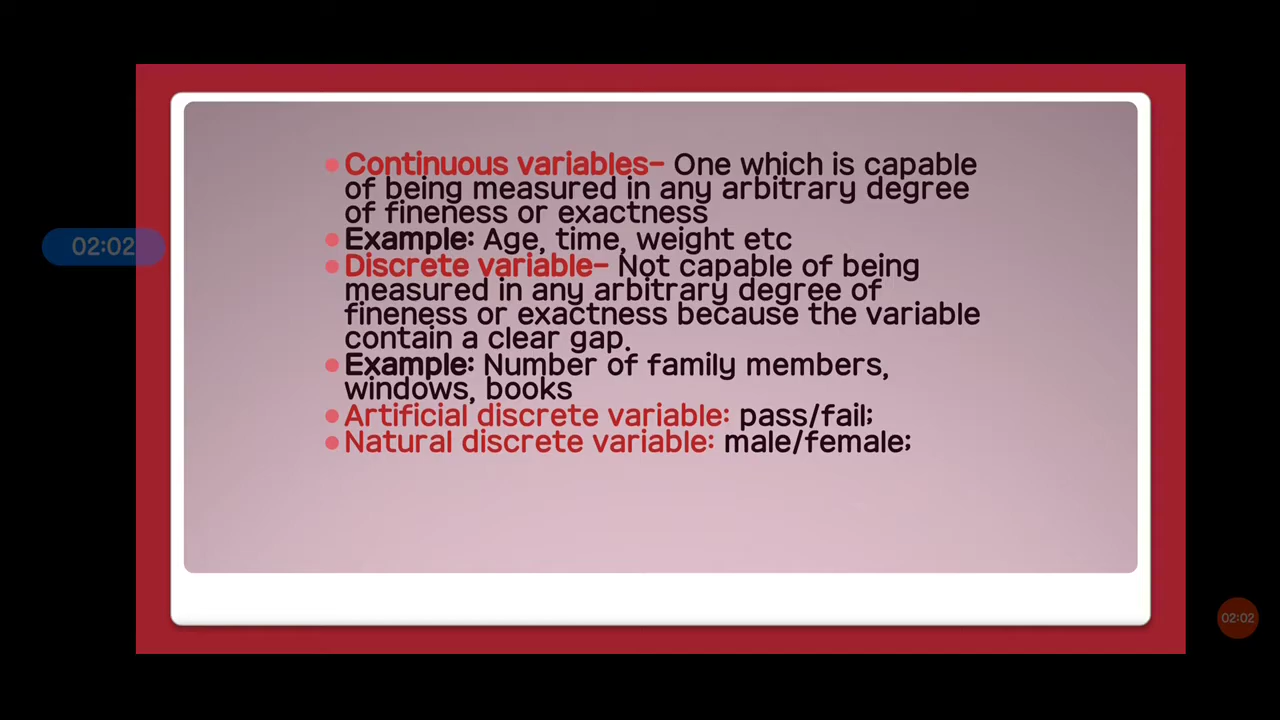 Continuous variables- One which is capable
of being measured in any arbitrary degree
of fineness or exactness
Example: Age, time, weight etc
Discrete variable- Not capable of being
measured in any arbitrary degree of
fineness or exactness because the variable
contain a clear gap.
Example: Number of family members,
windows, books
Artificial discrete variable: pass/fail;
Natural discrete variable: male/female;
02:02
02:02